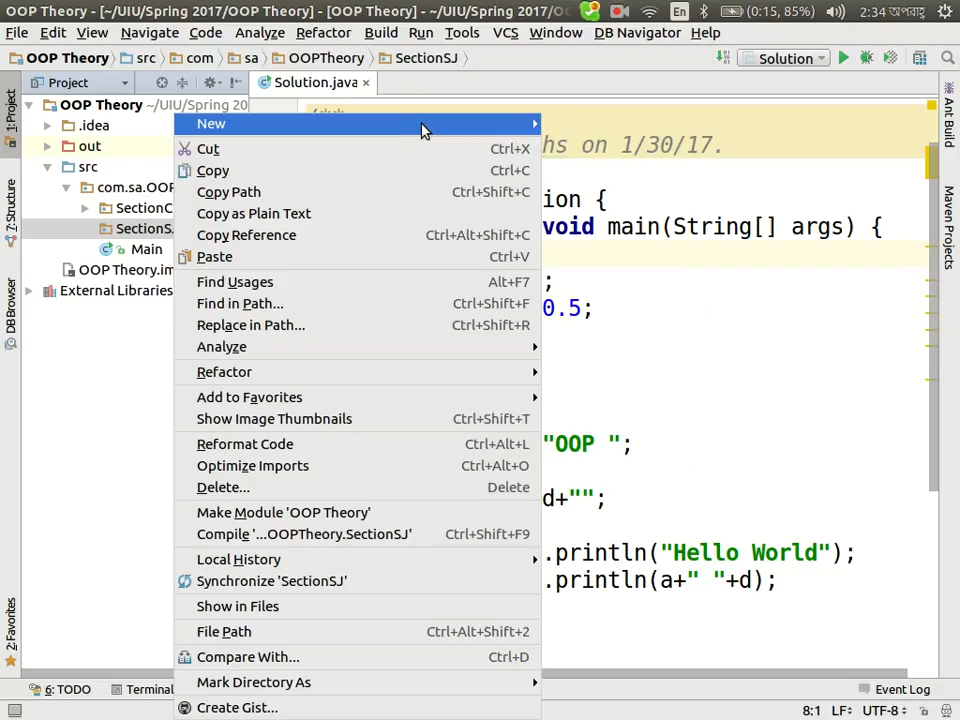 OOP Theory - [~/UIU/Spring 2017/OOP Theory] - [OOP Theory] - ~/UIU/Spring 2017/
En (0:15, 85%) 2:34 অপরাহ্ণ
File Edit View Navigate Code Analyze Refactor Build Run Tools VCS Window DB Navigator Help
OOP Theory src com sa OOPTheory SectionSJ Solution
1: Project
7: Structure
DB Browser
2: Favorites
Project
Solution.java ×
OOP Theory ~/UIU/Spring 20
.idea
out
src
com.sa.OOP
SectionC
SectionSJ
Main
OOP Theory.im
External Libraries
New
Cut Ctrl+X
Copy Ctrl+C
Copy Path Ctrl+Shift+C
Copy as Plain Text
Copy Reference Ctrl+Alt+Shift+C
Paste Ctrl+V
Find Usages Alt+F7
Find in Path... Ctrl+Shift+F
Replace in Path... Ctrl+Shift+R
Analyze
Refactor
Add to Favorites
Show Image Thumbnails Ctrl+Shift+T
Reformat Code Ctrl+Alt+L
Optimize Imports Ctrl+Alt+O
Delete... Delete
Make Module 'OOP Theory'
Compile '...OOPTheory.SectionSJ' Ctrl+Shift+F9
Local History
Synchronize 'SectionSJ'
Show in Files
File Path Ctrl+Alt+Shift+2
Compare With... Ctrl+D
Mark Directory As
Create Gist...
hs on 1/30/17.
ion {
void main(String[] args) {
;
0.5;
"OOP ";
d+"";
.println("Hello World");
.println(a+" "+d);
Ant Build
Maven Projects
6: TODO Terminal Event Log
8:1 LF÷ UTF-8÷